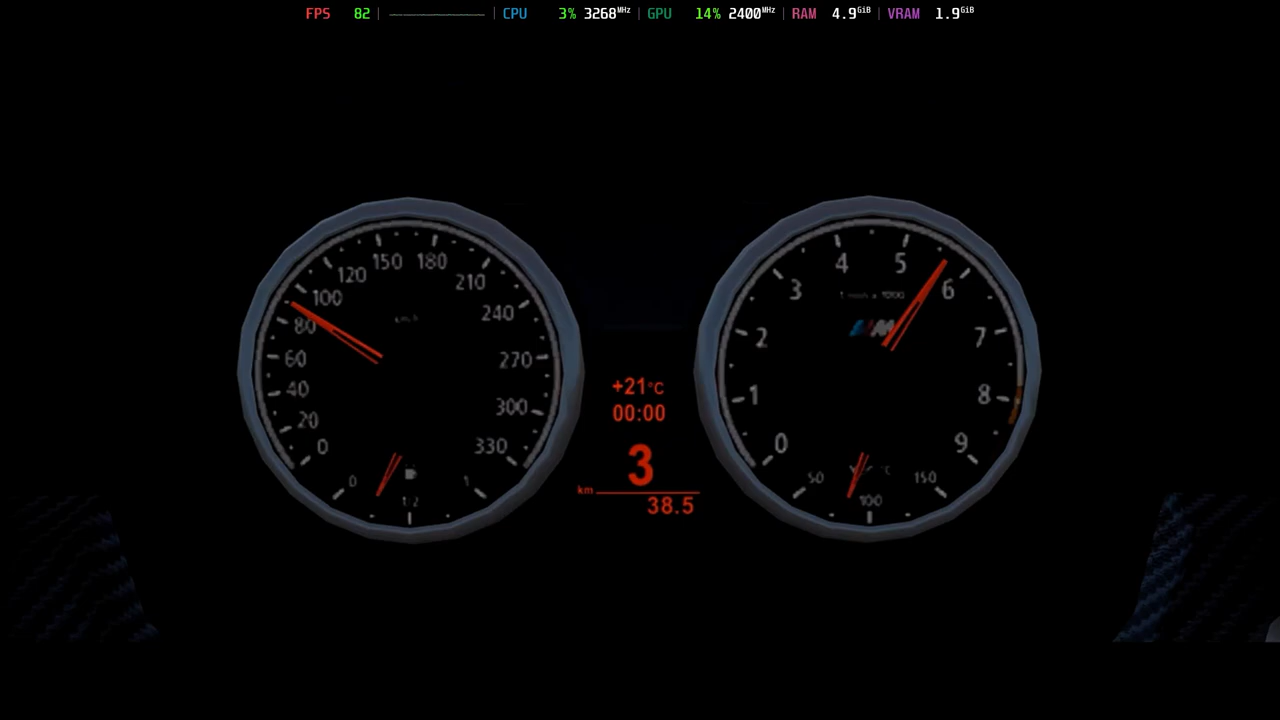 FPS 82 CPU 3% 3268MHz GPU 14% 2400MHz RAM 4.9GiB VRAM 1.9GiB
0 20 40 60 80 100 120 150 180 210 240 270 300 330
km/h
0 1/2 1
+21°C
00:00
3
km
38.5
0 1 2 3 4 5 6 7 8 9
1/min x 1000
M
50 100 150
°C